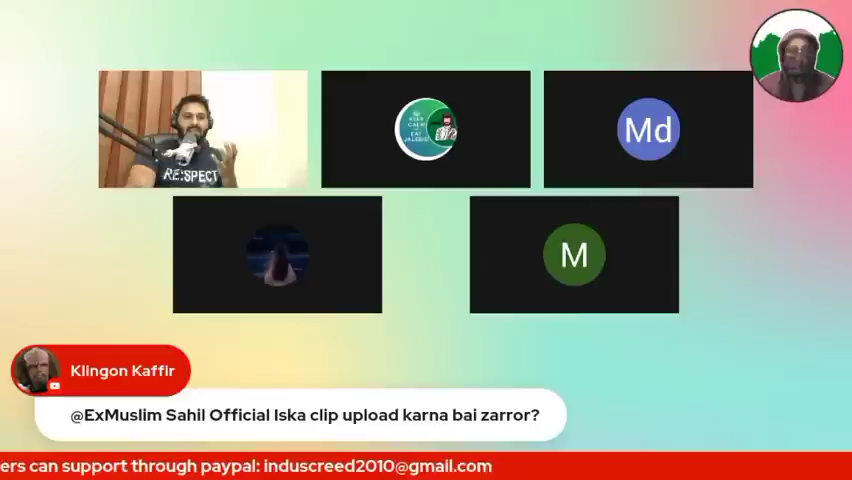 RE:SPECT
Md
M
Klingon Kaffir
@ExMuslim Sahil Official Iska clip upload karna bai zarror?
ers can support through paypal: induscreed2010@gmail.com